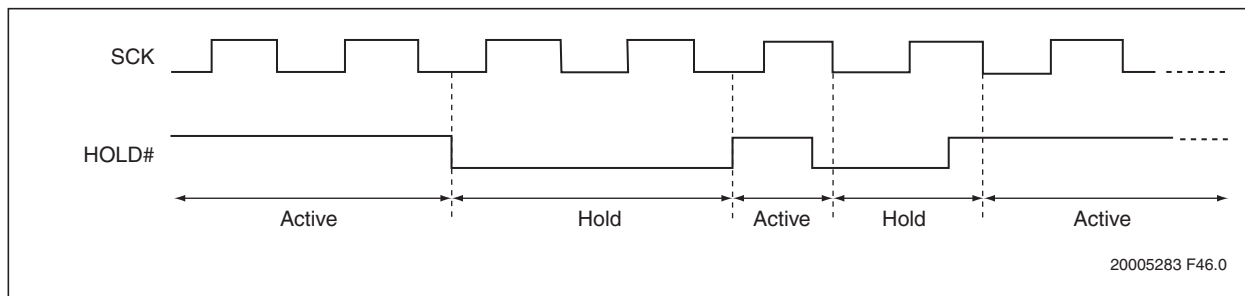 SCK
HOLD#
Active
Hold
Active
Hold
Active
20005283 F46.0